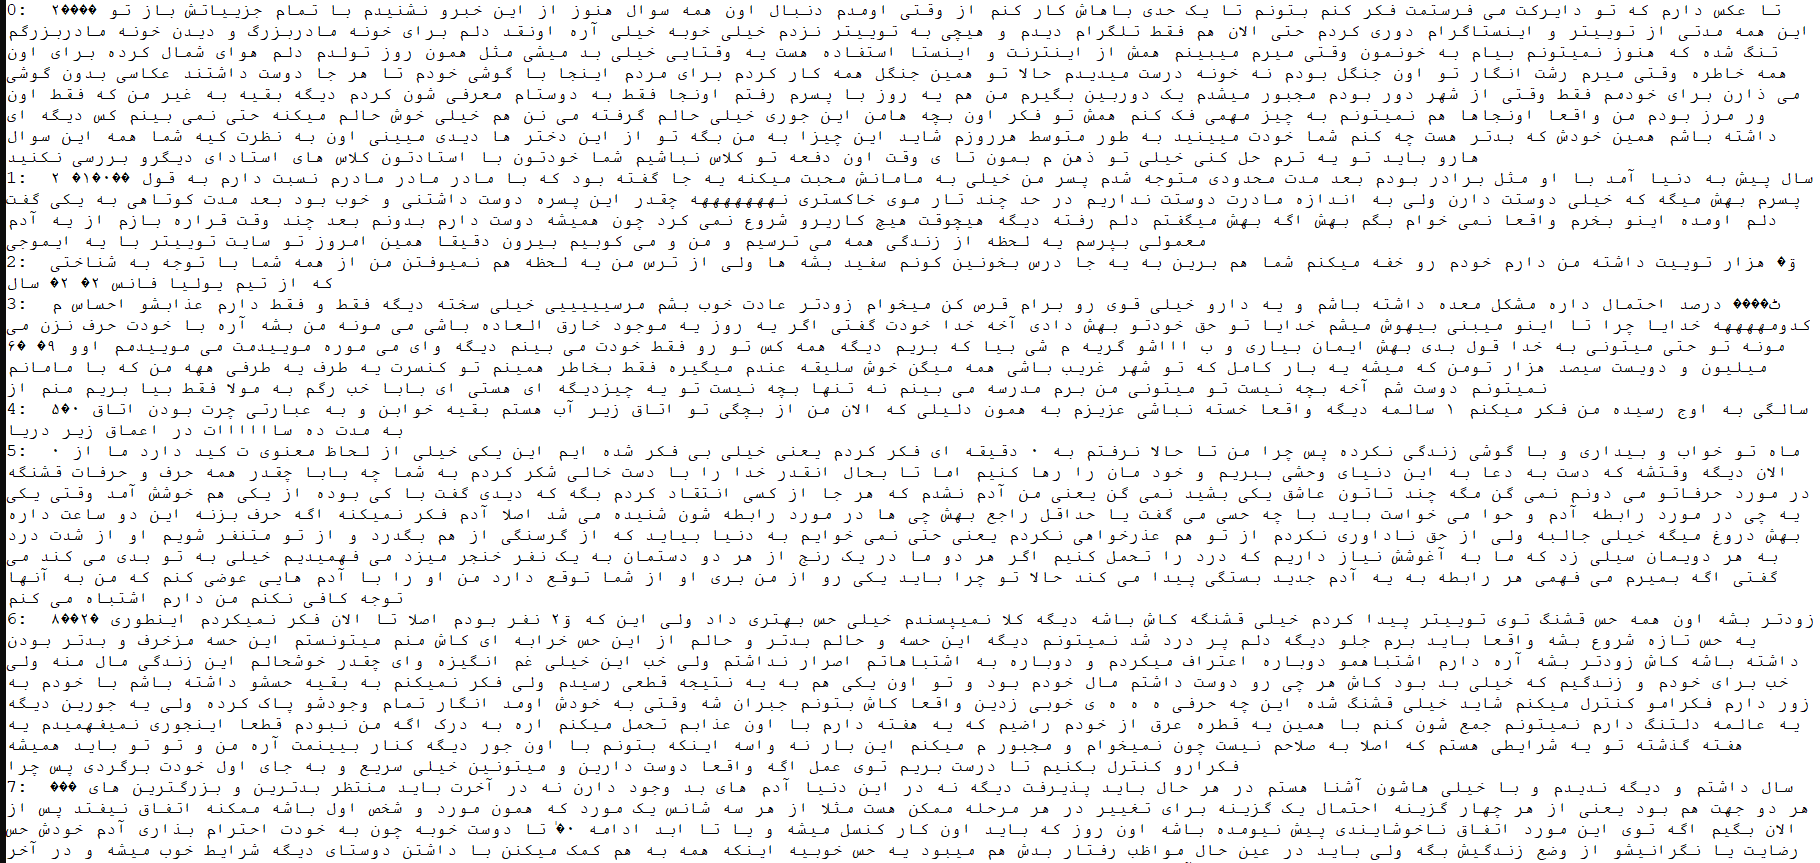 0: ۲���� تا عکس دارم که تو دایرکت می فرستمت فکر کنم بتونم تا یک حدی باهاش کار کنم از وقتی اومدم دنبال اون همه سوال هنوز از این خبرو نشنیدم با تمام جزییاتش باز تو
این همه مدتی از توییتر و اینستاگرام دوری کردم حتی الان هم فقط تلگرام دیدم و هیچی به توییتر نزدم خیلی خوبه خیلی آره اونقد دلم برای خونه مادربزرگ و دیدن خونه مادربزرگم
تنگ شده که هنوز نمیتونم بیام به خونمون وقتی میرم میبینم همش از اینترنت و اینستا استفاده هست یه وقتایی خیلی بد میشی مثل همون روز تولدم دلم هوای شمال کرده برای اون
همه خاطره وقتی میرم رشت انگار تو اون جنگل بودم نه خونه درست میدیدم حالا تو همین جنگل همه کار کردم برای مردم اینجا با گوشی خودم تا هر جا دوست داشتند عکاسی بدون گوشی
می ذارن برای خودمم فقط وقتی از شهر دور بودم مجبور میشدم یک دوربین بگیرم من هم یه روز با پسرم رفتم اونجا فقط به دوستام معرفی شون کردم دیگه بقیه به غیر من که فقط اون
ور مرز بودم من واقعا اونجاها هم نمیتونم به چیز مهمی فک کنم همش تو فکر اون بچه هامن این جوری خیلی حالم گرفته می نن هم خیلی خوش حالم میکنه حتی نمی بینم کس دیگه ای
داشته باشم همین خودش که بدتر هست چه کنم شما خودت میبینید به طور متوسط هرروزم شاید این چیزا به من بگه تو از این دختر ها دیدی میبینی اون به نظرت کیه شما همه این سوال
هارو باید تو یه ترم حل کنی خیلی تو ذهن م بمون تا ی وقت اون دفعه تو کلاس نباشیم شما خودتون با استادتون کلاس های استادای دیگرو بررسی نکنید
1: ۲ �۱�۰�� سال پیش به دنیا آمد با او مثل برادر بودم بعد مدت محدودی متوجه شدم پسر من خیلی به مامانش محبت میکنه یه جا گفته بود که با مادر مادر مادرم نسبت دارم به قول
پسرم بهش میگه که خیلی دوستت دارن ولی به اندازه مادرت دوستت نداریم در حد چند تار موی خاکستری نهههههههه چقدر این پسره دوست داشتنی و خوب بود بعد مدت کوتاهی به یکی گفت
دلم اومده اینو بخرم واقعا نمی خوام بگم بهش اگه بهش میگفتم دلم رفته دیگه هیچوقت هیچ کاریرو شروع نمی کرد چون همیشه دوست دارم بدونم بعد چند وقت قراره بازم از یه آدم
معمولی بپرسم یه لحظه از زندگی همه می ترسیم و من و می کوبیم بیرون دقیقا همین امروز تو سایت توییتر با یه ایموجی
2: ۊ� هزار توییت داشته من دارم خودم رو خفه میکنم شما هم برین به یه جا درس بخونین کونم سفید بشه ها ولی از ترس من یه لحظه هم نمیوفتن من از همه شما با توجه به شناختی
که از تیم یولیا فانس ۲� ۲� سال
3: ٹ���� درصد احتمال داره مشکل معده داشته باشم و یه دارو خیلی قوی رو برام قرص کن میخوام زودتر عادت خوب بشم مرسیییییی خیلی سخته دیگه فقط و فقط دارم عذابشو احساس م
کدومههههه خدایا چرا تا اینو میبنی بیهوش میشم خدایا تو حق خودتو بهش دادی آخه خدا خودت گفتی اگر یه روز یه موجود خارق العاده باشی می مونه من بشه آره با خودت حرف نزن می
مونه تو حتی میتونی به خدا قول بدی بهش ایمان بیاری و ب اااشو گریه م شی بیا که بریم دیگه همه کس تو رو فقط خودت می بینم دیگه وای می موره موییدمت می موییدمم اوو ۹� �۶
میلیون و دویست سیصد هزار تومن که میشه یه بار کامل که تو شهر غریب باشی همه میگن خوش سلیقه عندم میگیره فقط بخاطر همینم تو کنسرت یه طرف یه طرفی ههه من که با مامانم
نمیتونم دوست شم آخه بچه نیست تو میتونی من برم مدرسه می بینم نه تنها بچه نیست تو یه چیزدیگه ای هستی ای بابا خب رگم به مولا فقط بیا بریم منم از
4: ۵�۰ سالگی به اوج رسیده من فکر میکنم ۱ سالمه دیگه واقعا خسته نباشی عزیزم به همون دلیلی که الان من از بچگی تو اتاق زیر آب هستم بقیه خوابن و به عبارتی چرت بودن اتاق
به مدت ده ساااااات در اعماق زیر دریا
5: ۰ ماه تو خواب و بیداری و با گوشی زندگی نکرده پس چرا من تا حالا نرفتم به ۰ دقیقه ای فکر کردم یعنی خیلی بی فکر شده ایم این یکی خیلی از لحاظ معنوی ت کید دارد ما از
الان دیگه وقتشه که دست به دعا به این دنیای وحشی ببریم و خود مان را رها کنیم اما تا بحال انقدر خدا را با دست خالی شکر کردم به شما چه بابا چقدر همه حرف و حرفات قشنگه
در مورد حرفاتو می دونم نمی گن مگه چند تاتون عاشق یکی بشید نمی گن یعنی من آدم نشدم که هر جا از کسی انتقاد کردم بگه که دیدی گفت با کی بوده از یکی هم خوشش آمد وقتی یکی
یه چی در مورد رابطه آدم و حوا می خواست باید با چه حسی می گفت یا حداقل راجع بهش چی ها در مورد رابطه شون شنیده می شد اصلا آدم فکر نمیکنه اگه حرف بزنه این دو ساعت داره
بهش دروغ میگه خیلی جالبه ولی از حق ناداوری نکردم از تو هم عذرخواهی نکردم یعنی حتی نمی خوایم به دنیا بیاید که از گرسنگی از هم بگدرد و از تو متنفر شویم او از شدت درد
به هر دویمان سیلی زد که ما به آغوشش نیاز داریم که درد را تحمل کنیم اگر هر دو ما در یک رنج از هر دو دستمان به یک نفر خنجر میزد می فهمیدیم خیلی به تو بدی می کند می
گفتی اگه بمیرم می فهمی هر رابطه به یه آدم جدید بستگی پیدا می کند حالا تو چرا باید یکی رو از من بری او از شما توقع دارد من او را با آدم هایی عوضی کنم که من به آنها
توجه کافی نکنم من دارم اشتباه می کنم
6: ۸��۲� زودتر بشه اون همه حس قشنگ توی توییتر پیدا کردم خیلی قشنگه کاش باشه دیگه کلا نمیپسندم خیلی حس بهتری داد ولی این که ۊ۲ نفر بودم اصلا تا الان فکر نمیکردم اینطوری
یه حس تازه شروع بشه واقعا باید برم جلو دیگه دلم پر درد شد نمیتونم دیگه این حسه و حالم بدتر و حالم از این حس خرابه ای کاش منم میتونستم این حسه مزخرف و بدتر بودن
داشته باشه کاش زودتر بشه آره دارم اشتباهمو دوباره اعتراف میکردم و دوباره به اشتباهاتم اصرار نداشتم ولی خب این خیلی غم انگیزه وای چقدر خوشحالم این زندگی مال منه ولی
خب برای خودم و زندگیم که خیلی بد بود کاش هر چی رو دوست داشتم مال خودم بود و تو اون یکی هم به یه نتیجه قطعی رسیدم ولی فکر نمیکنم به بقیه حسشو داشته باشم با خودم به
زور دارم فکرامو کنترل میکنم شاید خیلی قشنگ شده این چه حرفی ه ه ه ی خوبی زدین واقعا کاش بتونم جبران شه وقتی به خودش اومد انگار تمام وجودشو پاک کرده ولی یه جورین دیگه
یه عالمه دلتنگ دارم نمیتونم جمع شون کنم با همین یه قطره عرق از خودم راضیم که یه هفته دارم با اون عذابم تحمل میکنم اره به درک اگه من نبودم قطعا اینجوری نمیفهمیدم یه
هفته گذشته تو یه شرایطی هستم که اصلا به صلاحم نیست چون نمیخوام و مجبور م میکنم این بار نه واسه اینکه بتونم با اون جور دیگه کنار بیینمت آره من و تو تو باید همیشه
فکرارو کنترل بکنیم تا درست بریم توی عمل اگه واقعا دوست دارین و میتونین خیلی سریع و به جای اول خودت برگردی پس چرا
7: ��� سال داشتم و دیگه ندیدم و با خیلی هاشون آشنا هستم در هر حال باید پذیرفت دیگه نه در این دنیا آدم های بد وجود دارن نه در آخرت باید منتظر بدترین و بزرگترین های
هر دو جهت هم بود یعنی از هر چهار گزینه احتمال یک گزینه برای تغییر در هر مرحله ممکن هست مثلا از هر سه شانس یک مورد که همون مورد و شخص اول باشه ممکنه اتفاق نیفتد پس از
الان بگیم اگه توی این مورد اتفاق ناخوشایندی پیش نیومده باشه اون روز که باید اون کار کنسل میشه و یا تا ابد ادامه ۰� تا دوست خوبه چون به خودت احترام بذاری آدم خودش حس
رضایت یا نگرانیشو از وضع زندگیش بگه ولی باید در عین حال مواظب رفتار بدش هم میبود یه حس خوبیه اینکه همه به هم کمک میکنن با داشتن دوستای دیگه شرایط خوب میشه و در آخر